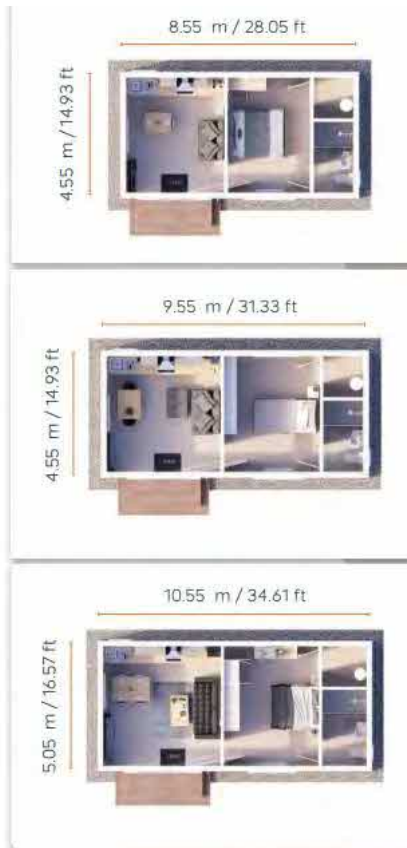 8.55 m / 28.05 ft
4.55 m / 14.93 ft
9.55 m / 31.33 ft
4.55 m / 14.93 ft
10.55 m / 34.61 ft
5.05 m / 16.57 ft